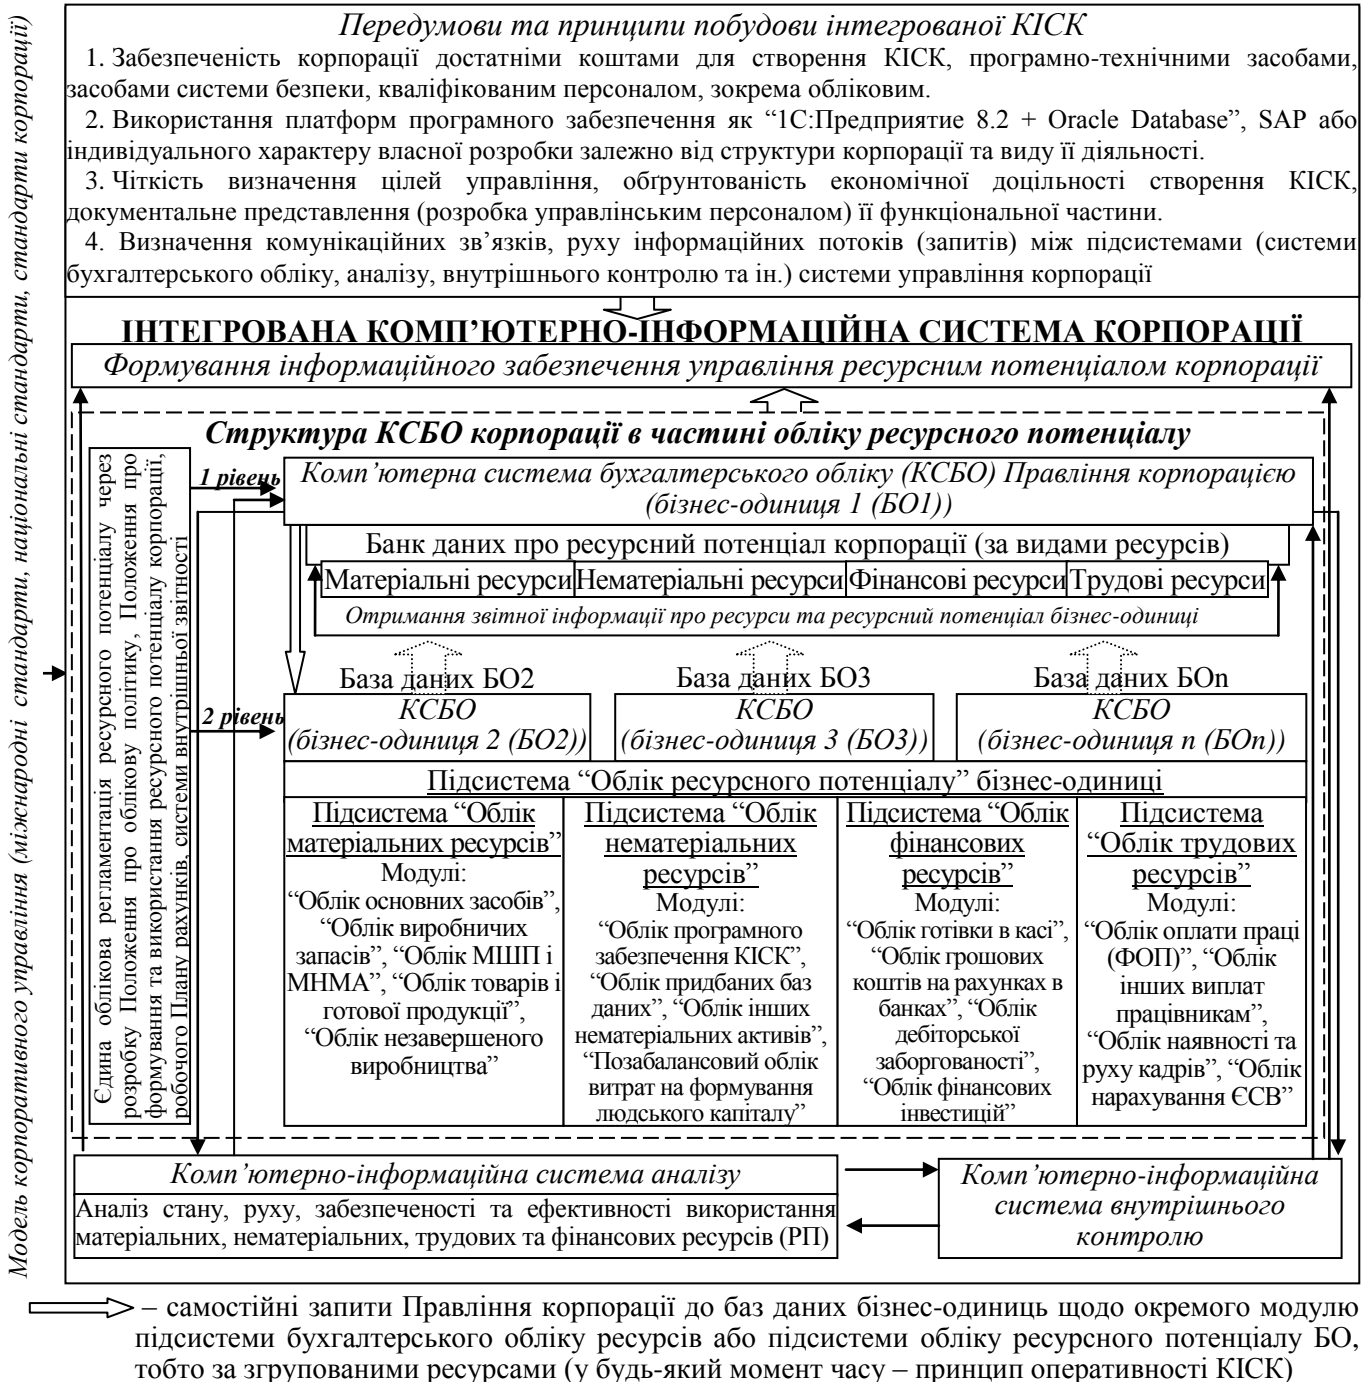 Модель корпоративного управління (міжнародні стандарти, національні стандарти, стандарти корпорації)
Передумови та принципи побудови інтегрованої КІСК
1. Забезпеченість корпорації достатніми коштами для створення КІСК, програмно-технічними засобами,
засобами системи безпеки, кваліфікованим персоналом, зокрема обліковим.
2. Використання платформ програмного забезпечення як “1С:Предприятие 8.2 + Oracle Database”, SAP або
індивідуального характеру власної розробки залежно від структури корпорації та виду її діяльності.
3. Чіткість визначення цілей управління, обґрунтованість економічної доцільності створення КІСК,
документальне представлення (розробка управлінським персоналом) її функціональної частини.
4. Визначення комунікаційних зв’язків, руху інформаційних потоків (запитів) між підсистемами (системи
бухгалтерського обліку, аналізу, внутрішнього контролю та ін.) системи управління корпорації
ІНТЕГРОВАНА КОМП’ЮТЕРНО-ІНФОРМАЦІЙНА СИСТЕМА КОРПОРАЦІЇ
Формування інформаційного забезпечення управління ресурсним потенціалом корпорації
Структура КСБО корпорації в частині обліку ресурсного потенціалу
Єдина облікова регламентація ресурсного потенціалу через
розробку Положення про облікову політику, Положення про
формування та використання ресурсного потенціалу корпорації,
робочого Плану рахунків, системи внутрішньої звітності
1 рівень
Комп’ютерна система бухгалтерського обліку (КСБО) Правління корпорацією
(бізнес-одиниця 1 (БО1))
Банк даних про ресурсний потенціал корпорації (за видами ресурсів)
Матеріальні ресурси
Нематеріальні ресурси
Фінансові ресурси
Трудові ресурси
Отримання звітної інформації про ресурси та ресурсний потенціал бізнес-одиниці
База даних БО2
База даних БО3
База даних БОn
2 рівень
КСБО
(бізнес-одиниця 2 (БО2))
КСБО
(бізнес-одиниця 3 (БО3))
КСБО
(бізнес-одиниця n (БОn))
Підсистема “Облік ресурсного потенціалу” бізнес-одиниці
Підсистема “Облік
матеріальних ресурсів”
Модулі:
“Облік основних засобів”,
“Облік виробничих
запасів”, “Облік МШП і
МНМА”, “Облік товарів і
готової продукції”,
“Облік незавершеного
виробництва”
Підсистема “Облік
нематеріальних
ресурсів”
Модулі:
“Облік програмного
забезпечення КІСК”,
“Облік придбаних баз
даних”, “Облік інших
нематеріальних активів”,
“Позабалансовий облік
витрат на формування
людського капіталу”
Підсистема “Облік
фінансових
ресурсів”
Модулі:
“Облік готівки в касі”,
“Облік грошових
коштів на рахунках в
банках”, “Облік
дебіторської
заборгованості”,
“Облік фінансових
інвестицій”
Підсистема
“Облік трудових
ресурсів”
Модулі:
“Облік оплати праці
(ФОП)”, “Облік
інших виплат
працівникам”,
“Облік наявності та
руху кадрів”, “Облік
нарахування ЄСВ”
Комп’ютерно-інформаційна система аналізу
Аналіз стану, руху, забезпеченості та ефективності використання
матеріальних, нематеріальних, трудових та фінансових ресурсів (РП)
Комп’ютерно-інформаційна
система внутрішнього
контролю
– самостійні запити Правління корпорації до баз даних бізнес-одиниць щодо окремого модулю
підсистеми бухгалтерського обліку ресурсів або підсистеми обліку ресурсного потенціалу БО,
тобто за згрупованими ресурсами (у будь-який момент часу – принцип оперативності КІСК)